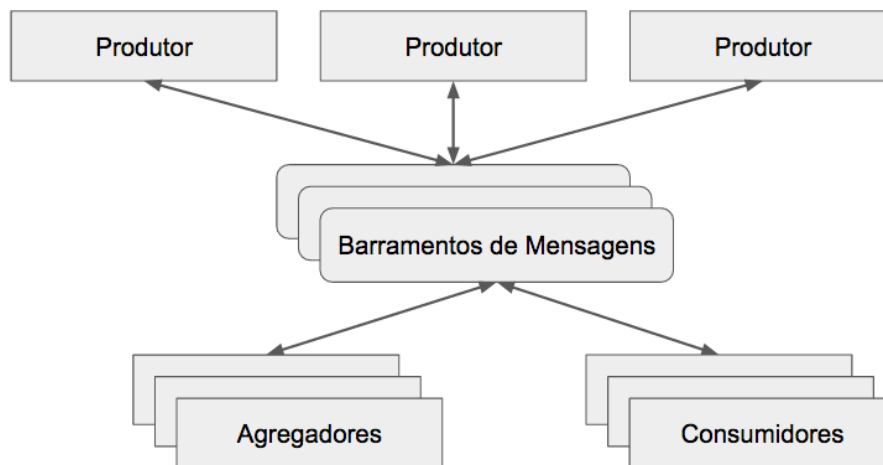 Produtor
Produtor
Produtor
Barramentos de Mensagens
Agregadores
Consumidores